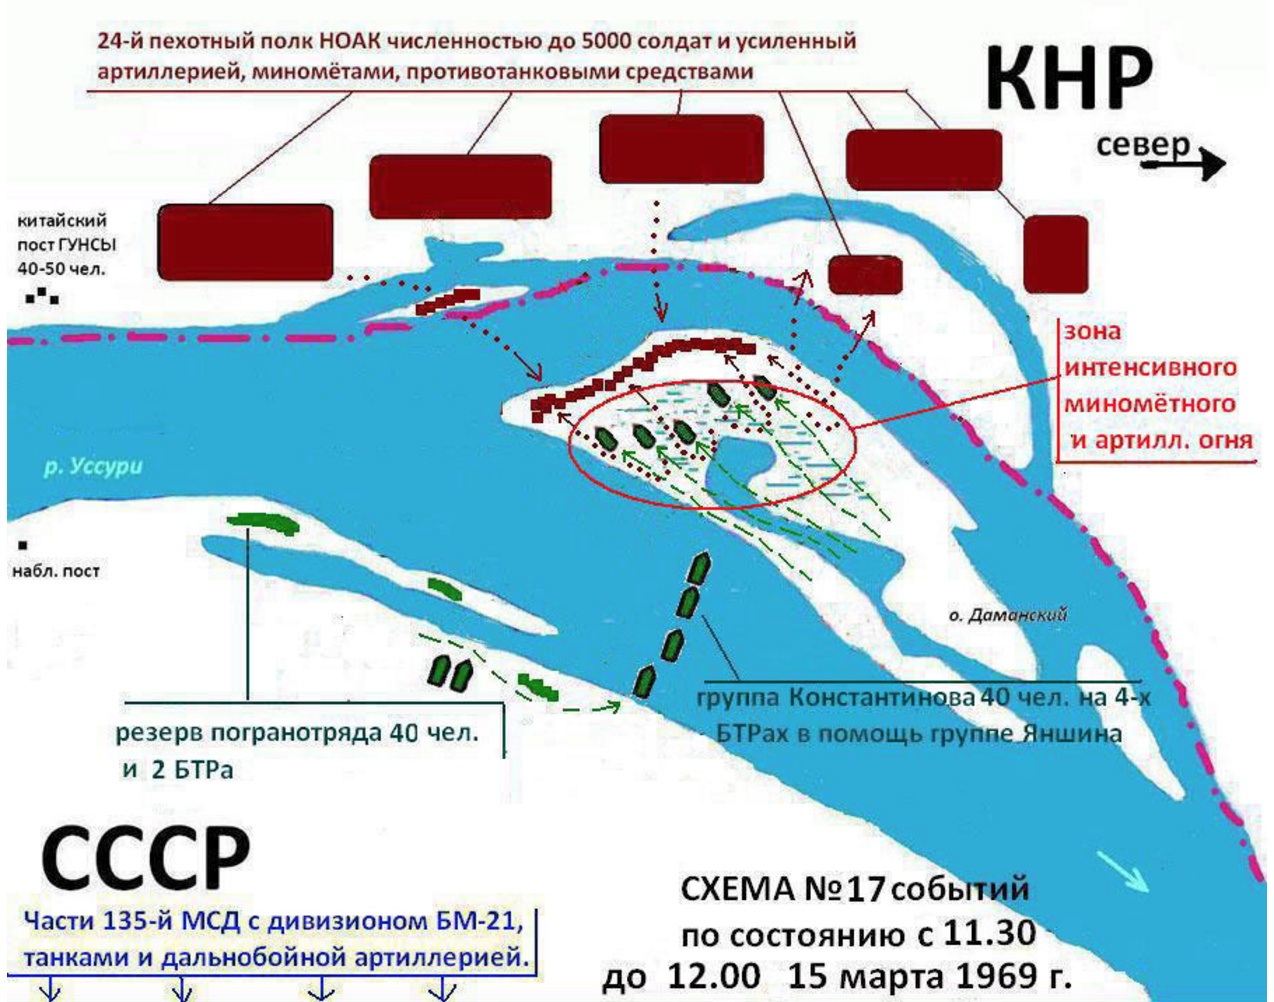 24-й пехотный полк НОАК численностью до 5000 солдат и усиленный
артиллерией, миномётами, противотанковыми средствами
КНР
север
китайский
пост ГУНСЫ
40-50 чел.
зона
интенсивного
миномётного
и артилл. огня
р. Уссури
набл. пост
о. Даманский
группа Константинова 40 чел. на 4-х
БТРах в помощь группе Яншина
резерв погранотряда 40 чел.
и 2 БТРа
СССР
Части 135-й МСД с дивизионом БМ-21,
танками и дальнобойной артиллерией.
СХЕМА №17 событий
по состоянию с 11.30
до 12.00 15 марта 1969 г.